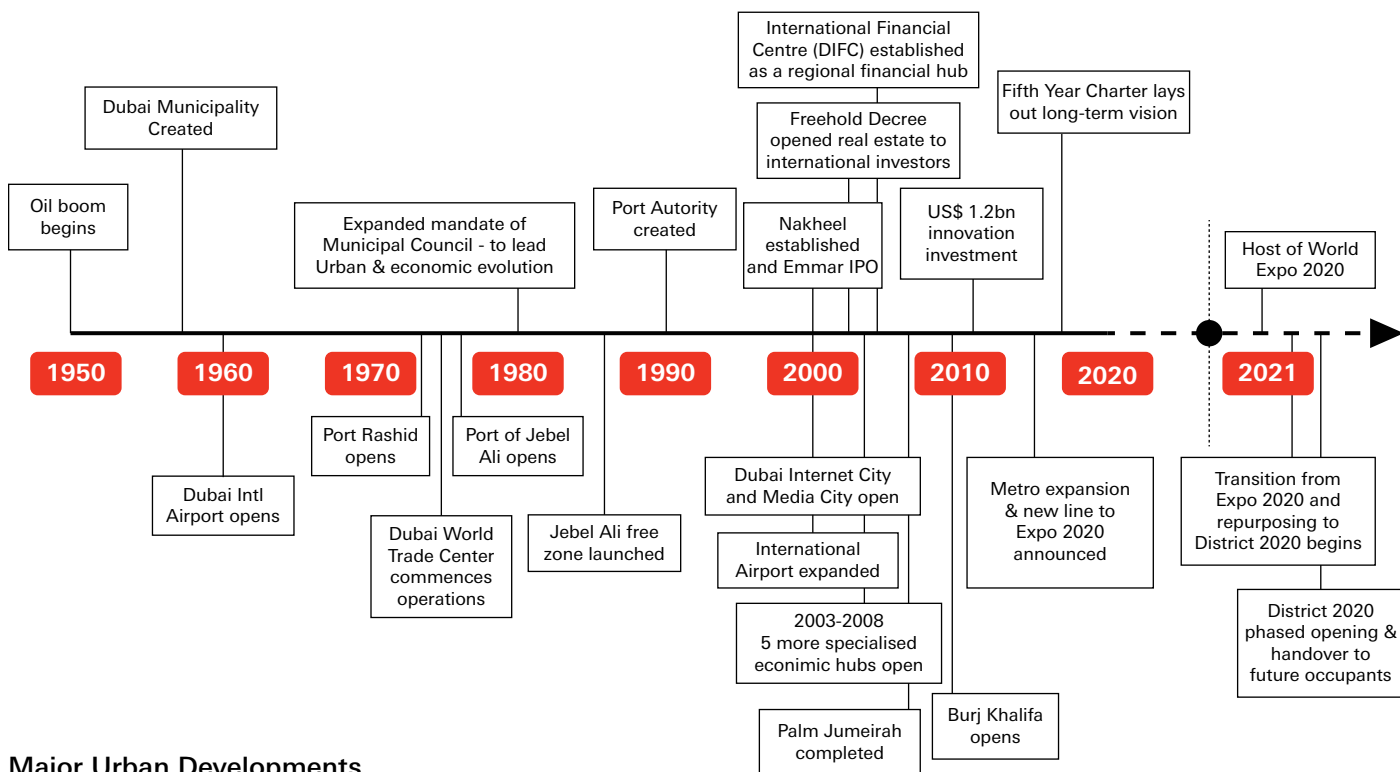 International Financial
Centre (DIFC) established
as a regional financial hub
Fifth Year Charter lays
out long-term vision
Dubai Municipality
Created
Freehold Decree
opened real estate to
international investors
Oil boom
begins
Expanded mandate of
Municipal Council - to lead
Urban & economic evolution
Port Autority
created
Nakheel
established
and Emmar IPO
US$ 1.2bn
innovation
investment
Host of World
Expo 2020
1950
1960
1970
1980
1990
2000
2010
2020
2021
Port Rashid
opens
Port of Jebel
Ali opens
Dubai Intl
Airport opens
Dubai World
Trade Center
commences
operations
Jebel Ali free
zone launched
Dubai Internet City
and Media City open
International
Airport expanded
2003-2008
5 more specialised
econimic hubs open
Palm Jumeirah
completed
Burj Khalifa
opens
Metro expansion
& new line to
Expo 2020
announced
Transition from
Expo 2020 and
repurposing to
District 2020 begins
District 2020
phased opening &
handover to
future occupants
Major Urban Developments